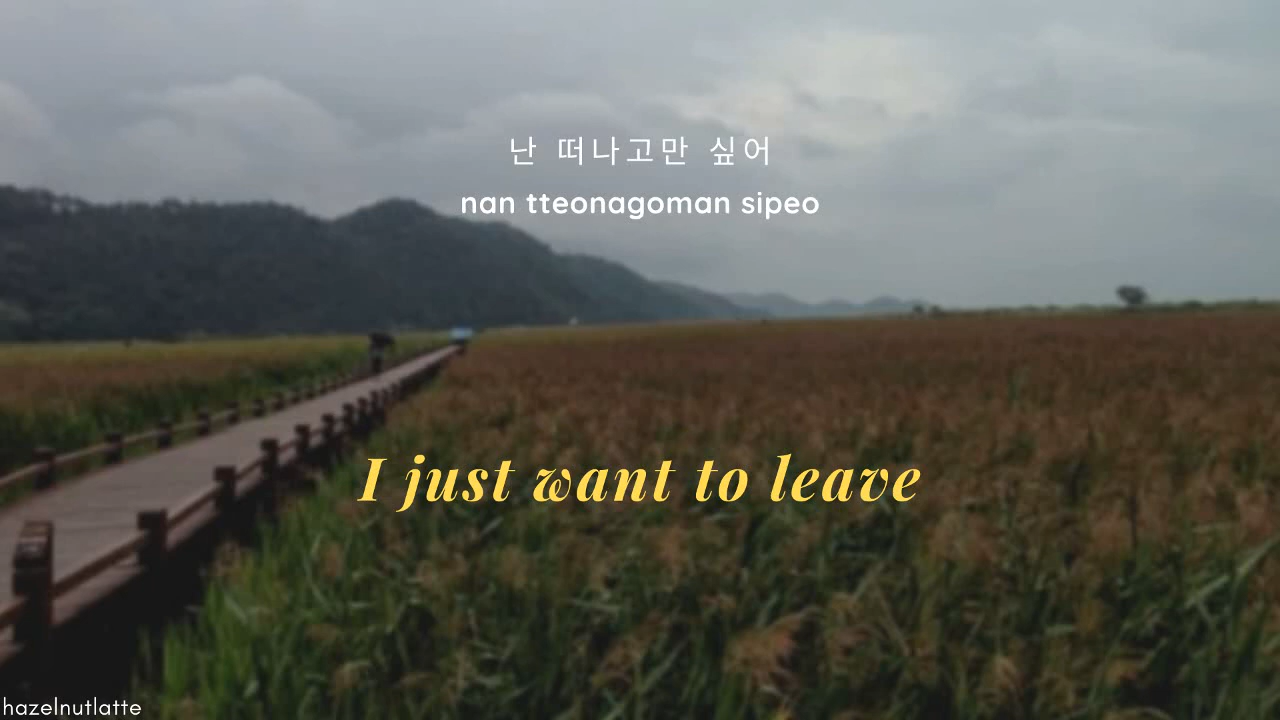 난 떠나고만 싶어
nan tteonagoman sipeo
I just want to leave
hazelnutlatte